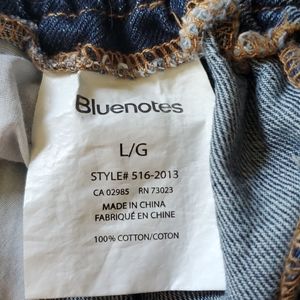 Bluenotes
L/G
STYLE# 516-2013
CA 02985 RN 73023
MADE IN CHINA
FABRIQUÉ EN CHINE
100% COTTON/COTON